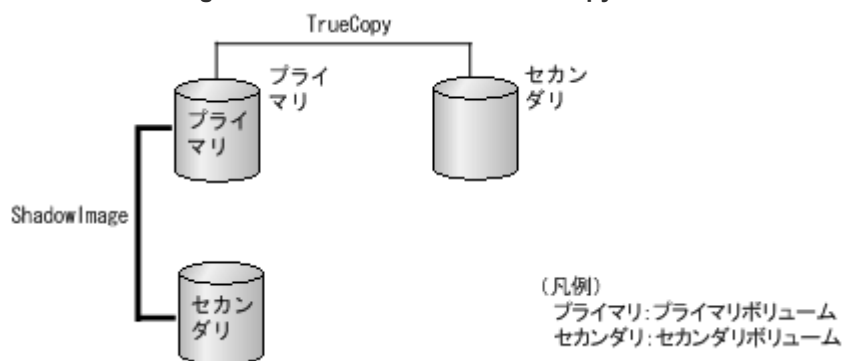 TrueCopy
プライ
マリ
セカン
ダリ
プライ
マリ
ShadowImage
セカン
ダリ
(凡例)
プライマリ:プライマリボリューム
セカンダリ:セカンダリボリューム